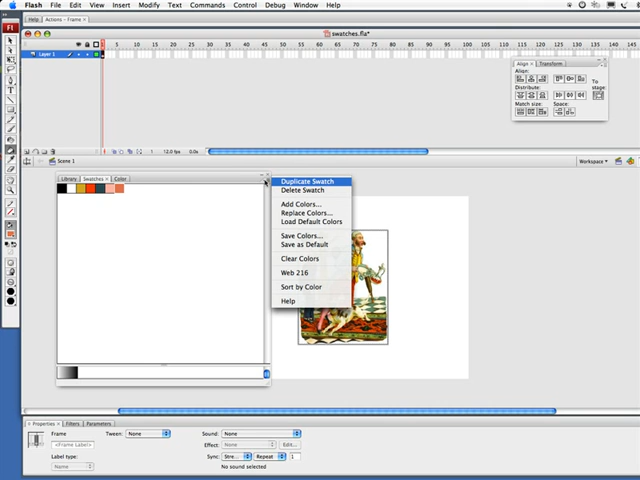 Flash File Edit View Insert Modify Text Commands Control Debug Window Help
Help Actions - Frame ×
swatches.fla*
Layer 1
1 5 10 15 20 25 30 35 40 45 50 55 60 65 70 75 80 85 90 95 100 105 110 115 120 125 130 135 140 145
Align × Transform
Align:
To stage:
Distribute:
Match size: Space:
1 12.0 fps 0.0s
Scene 1
Workspace
Library Swatches × Color
Duplicate Swatch
Delete Swatch
Add Colors...
Replace Colors...
Load Default Colors
Save Colors...
Save as Default
Clear Colors
Web 216
Sort by Color
Help
Properties × Filters Parameters
Frame Tween: None Sound: None
<Frame Label> Effect: None Edit...
Label type: Sync: Stre... Repeat 1
Name No sound selected